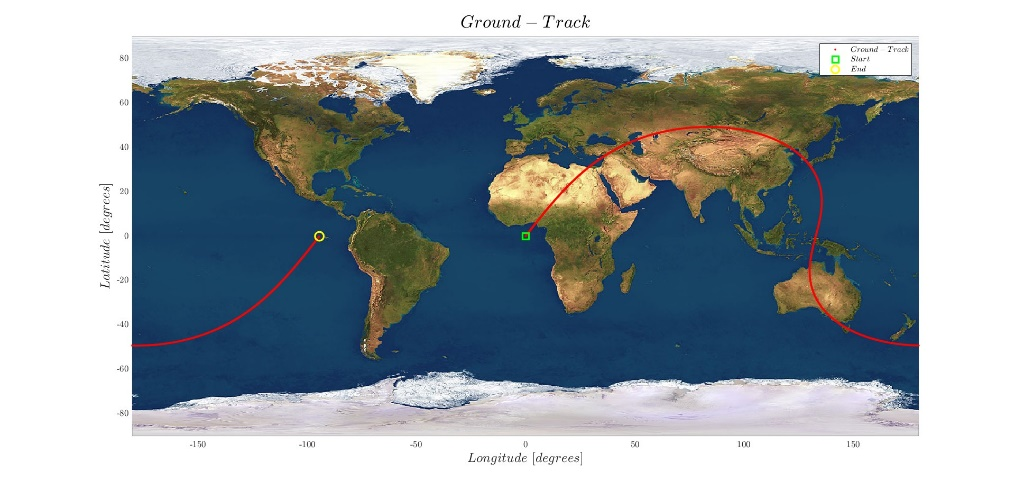 Ground – Track
Ground – Track
Start
End
80
60
40
20
0
-20
-40
-60
-80
Latitude [degrees]
-150
-100
-50
0
50
100
150
Longitude [degrees]